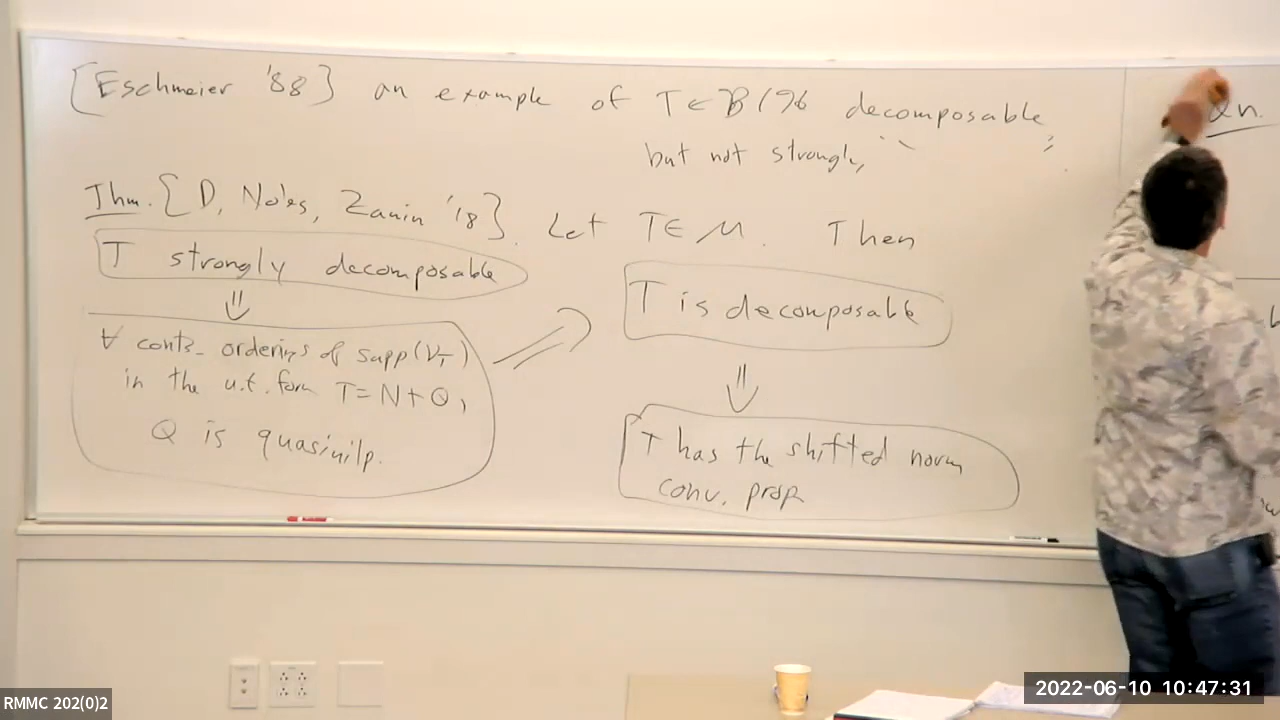 [Eschmeier '88] an example of T ∈ B(H) decomposable
but not strongly
Thm. [D, Noles, Zanin '18]. Let T ∈ M. Then
T strongly decomposable
⇓
∀ conts orderings of supp(ν_T)
in the u.t. form T = N + Q,
Q is quasinilp.
⇒
T is decomposable
⇓
T has the shifted norm
conv. prop
Qn.
RMMC 202(0)2
2022-06-10 10:47:31